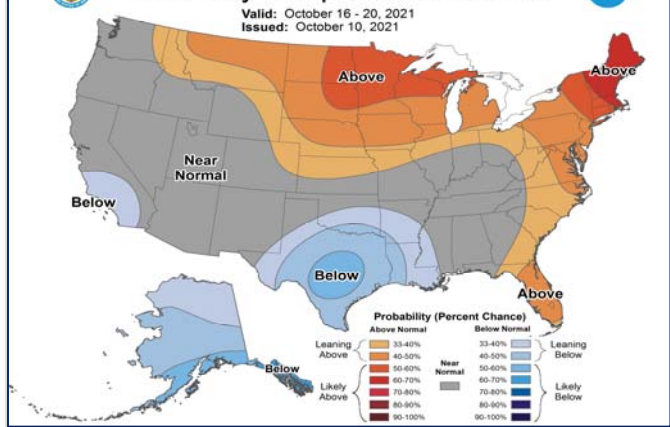 Valid: October 16 - 20, 2021
Issued: October 10, 2021
Above
Above
Near
Normal
Below
Below
Above
Below
Probability (Percent Chance)
Above Normal
Below Normal
Leaning
Above
33-40%
40-50%
Likely
Above
50-60%
60-70%
70-80%
80-90%
90-100%
Near
Normal
33-40%
40-50%
Leaning
Below
50-60%
60-70%
70-80%
80-90%
90-100%
Likely
Below